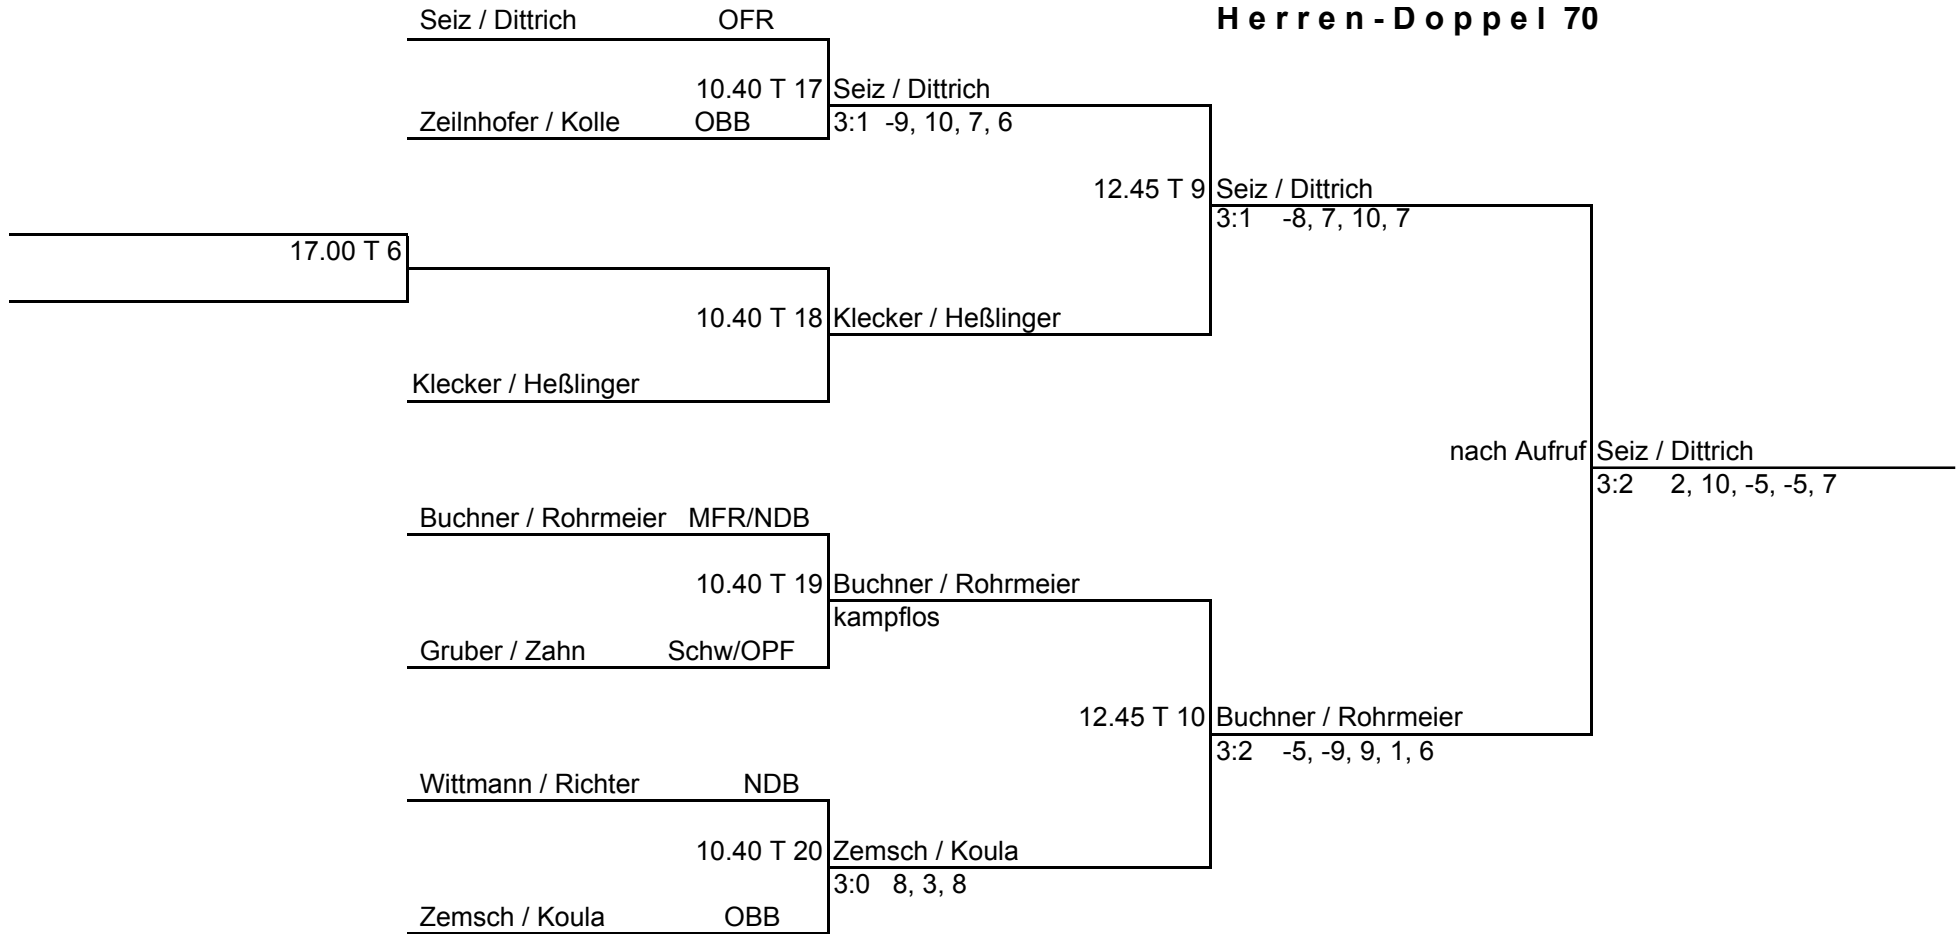 Seiz / Dittrich OFR Herren-Doppel 70
10.40 T 17 Seiz / Dittrich
Zeilnhofer / Kolle OBB 3:1 -9, 10, 7, 6
12.45 T 9 Seiz / Dittrich
3:1 -8, 7, 10, 7
17.00 T 6
10.40 T 18 Klecker / Heßlinger
Klecker / Heßlinger
nach Aufruf Seiz / Dittrich
3:2 2, 10, -5, -5, 7
Buchner / Rohrmeier MFR/NDB
10.40 T 19 Buchner / Rohrmeier
kampflos
Gruber / Zahn Schw/OPF
12.45 T 10 Buchner / Rohrmeier
3:2 -5, -9, 9, 1, 6
Wittmann / Richter NDB
10.40 T 20 Zemsch / Koula
3:0 8, 3, 8
Zemsch / Koula OBB